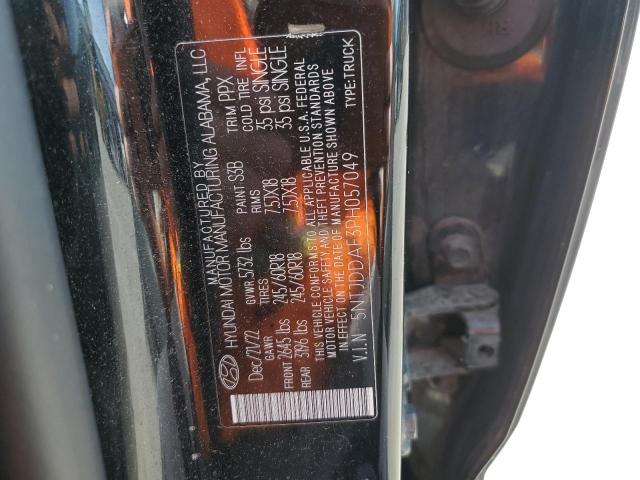 MANUFACTURED BY
HYUNDAI MOTOR MANUFACTURING ALABAMA, LLC
Dec/21/22 GVWR 5732 lbs PAINT S3B TRIM PPX
GAWR TIRES RIMS COLD TIRE INFL
FRONT 2645 lbs 245/60R18 7.5JX18 35 psi SINGLE
REAR 3196 lbs 245/60R18 7.5JX18 35 psi SINGLE
THIS VEHICLE CONFORMS TO ALL APPLICABLE U.S.A. FEDERAL
MOTOR VEHICLE SAFETY AND THEFT PREVENTION STANDARDS
IN EFFECT ON THE DATE OF MANUFACTURE SHOWN ABOVE
V.I.N 5NTJDDAF3PH057049 TYPE:TRUCK